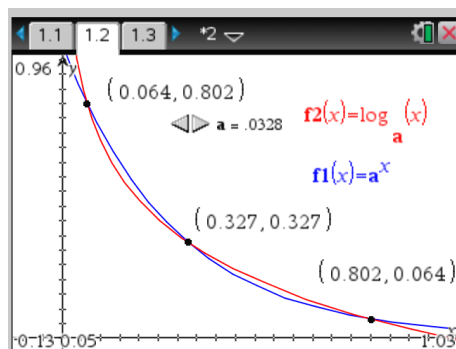 1.1 1.2 1.3 *2
0.96 y
(0.064, 0.802)
a = .0328
f2(x)=log
a
(x)
f1(x)=a^x
(0.327, 0.327)
(0.802, 0.064)
-0.13 -0.05 1.03